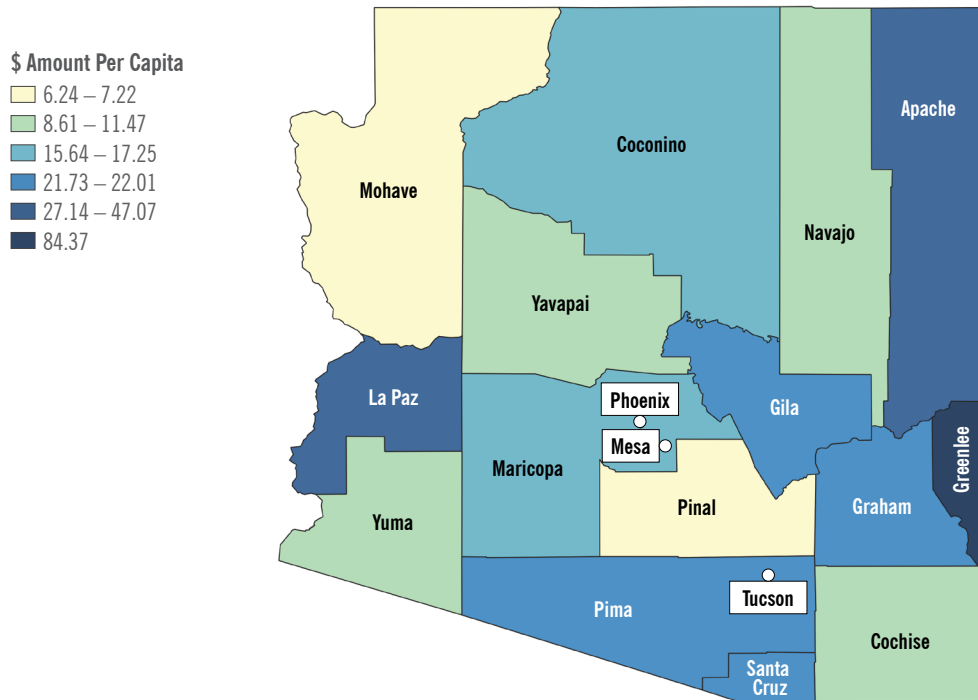 $ Amount Per Capita
6.24 – 7.22
8.61 – 11.47
15.64 – 17.25
21.73 – 22.01
27.14 – 47.07
84.37
Apache
Coconino
Mohave
Navajo
Yavapai
La Paz
Phoenix
Gila
Mesa
Maricopa
Greenlee
Pinal
Graham
Yuma
Tucson
Pima
Cochise
Santa
Cruz